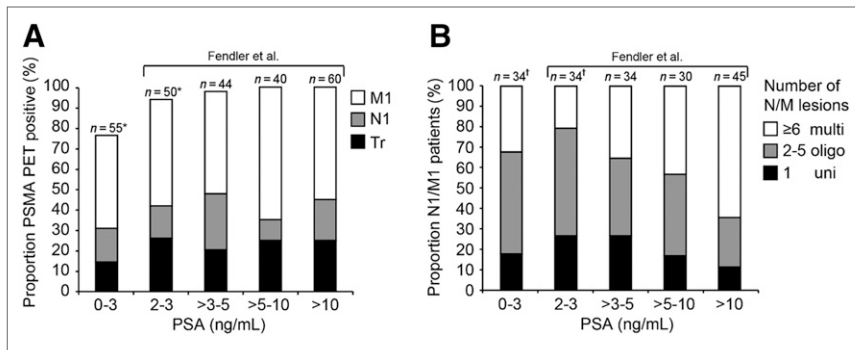 A
Fendler et al.
n = 55* n = 50* n = 44 n = 40 n = 60
Proportion PSMA PET positive (%)
100
90
80
70
60
50
40
30
20
10
0
0-3 2-3 >3-5 >5-10 >10
PSA (ng/mL)
M1
N1
Tr
B
Fendler et al.
n = 34† n = 34† n = 34 n = 30 n = 45
Proportion N1/M1 patients (%)
100
90
80
70
60
50
40
30
20
10
0
0-3 2-3 >3-5 >5-10 >10
PSA (ng/mL)
Number of
N/M lesions
≥6 multi
2-5 oligo
1 uni